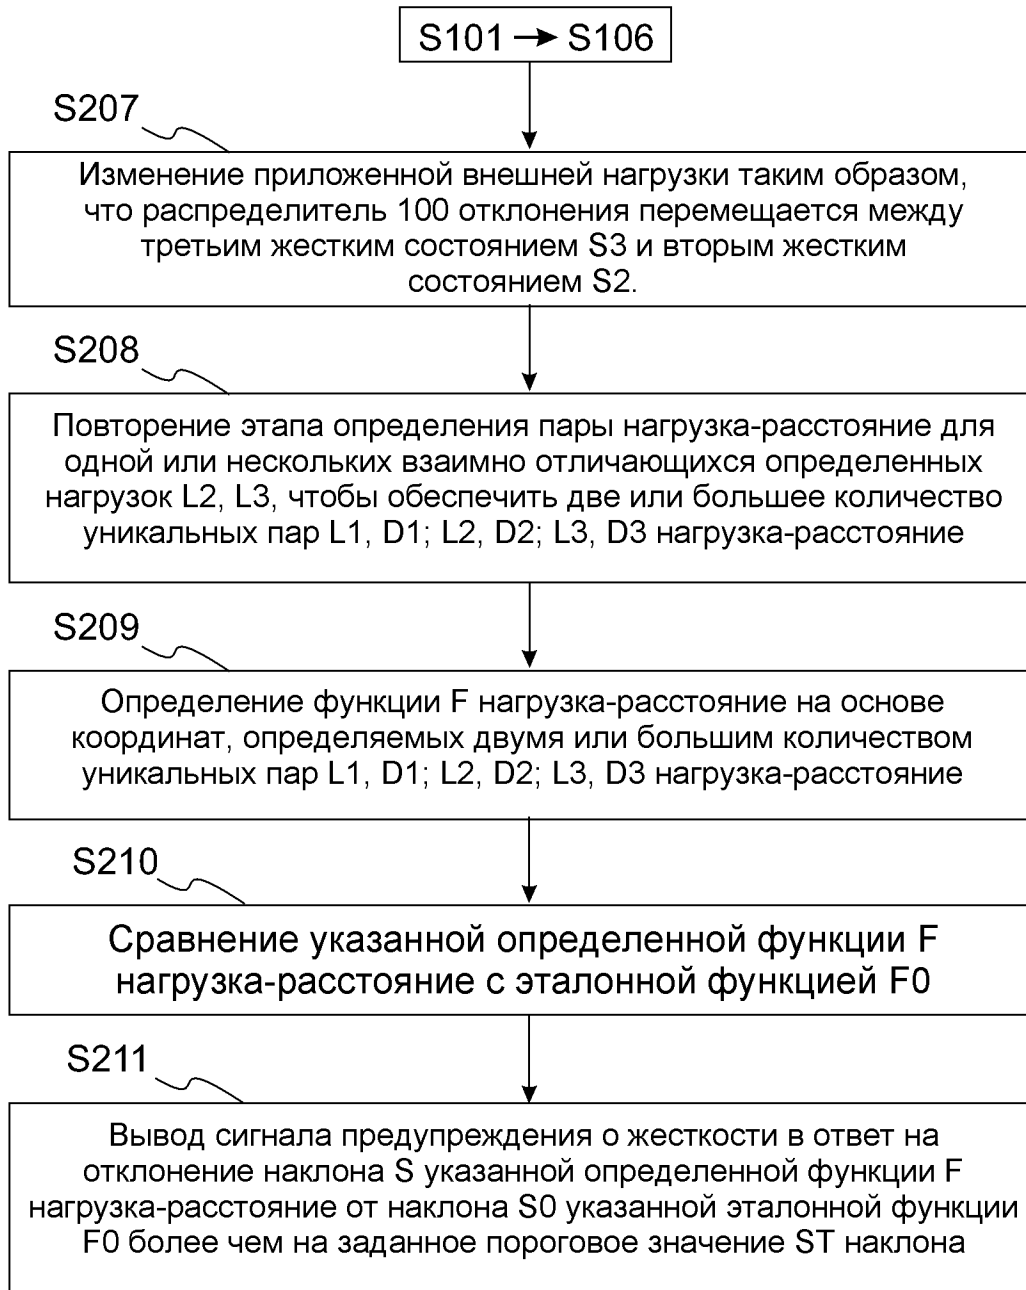 S101 → S106
S207
Изменение приложенной внешней нагрузки таким образом,
что распределитель 100 отклонения перемещается между
третьим жестким состоянием S3 и вторым жестким
состоянием S2.
S208
Повторение этапа определения пары нагрузка-расстояние для
одной или нескольких взаимно отличающихся определенных
нагрузок L2, L3, чтобы обеспечить две или большее количество
уникальных пар L1, D1; L2, D2; L3, D3 нагрузка-расстояние
S209
Определение функции F нагрузка-расстояние на основе
координат, определяемых двумя или большим количеством
уникальных пар L1, D1; L2, D2; L3, D3 нагрузка-расстояние
S210
Сравнение указанной определенной функции F
нагрузка-расстояние с эталонной функцией F0
S211
Вывод сигнала предупреждения о жесткости в ответ на
отклонение наклона S указанной определенной функции F
нагрузка-расстояние от наклона S0 указанной эталонной функции
F0 более чем на заданное пороговое значение ST наклона